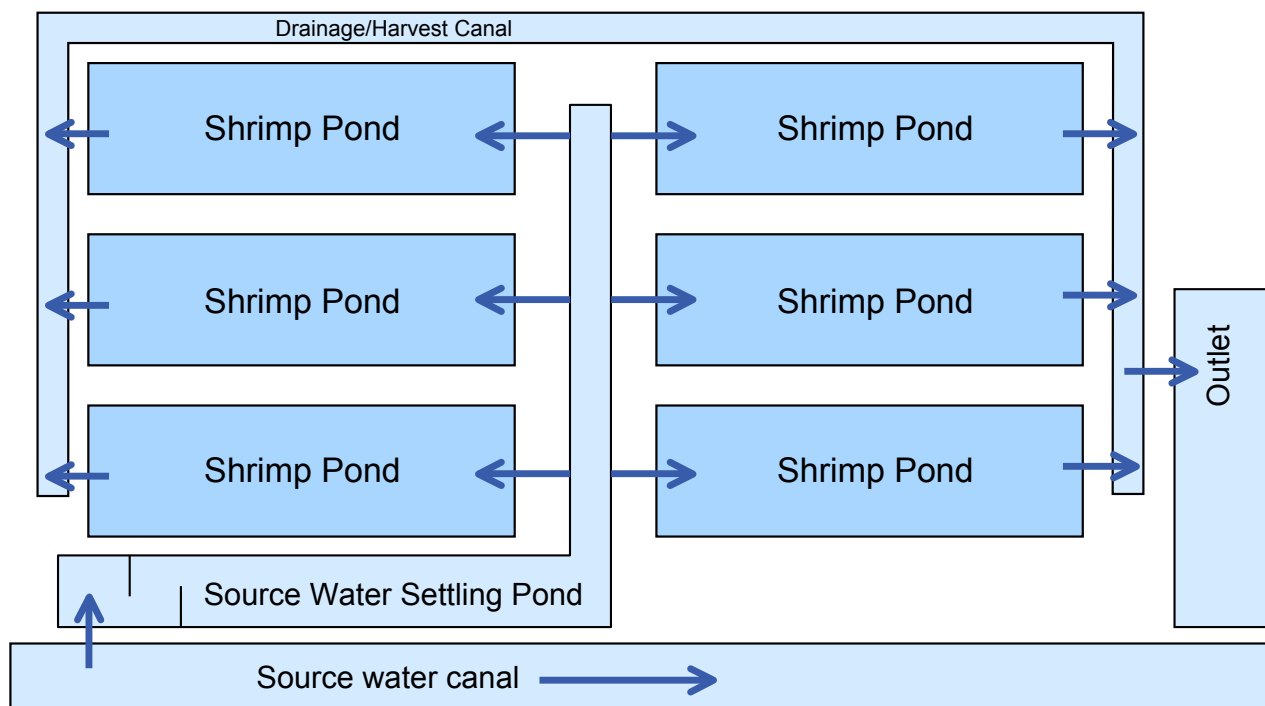 Drainage/Harvest Canal
Shrimp Pond
Shrimp Pond
Shrimp Pond
Shrimp Pond
Outlet
Shrimp Pond
Shrimp Pond
Source Water Settling Pond
Source water canal